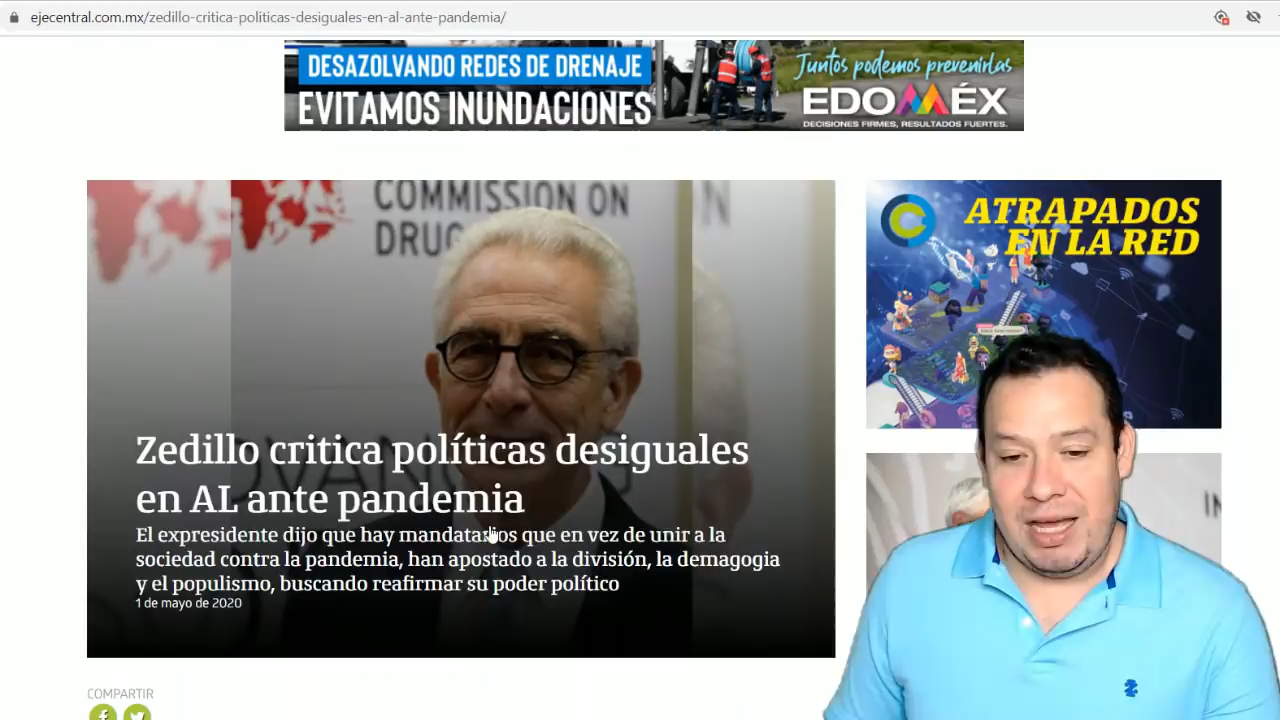 ejecentral.com.mx/zedillo-critica-politicas-desiguales-en-al-ante-pandemia/
DESAZOLVANDO REDES DE DRENAJE
EVITAMOS INUNDACIONES
Juntos podemos prevenirlas
EDOMÉX
DECISIONES FIRMES, RESULTADOS FUERTES.
COMMISSION ON
DRUG
ATRAPADOS
EN LA RED
Zedillo critica políticas desiguales
en AL ante pandemia
El expresidente dijo que hay mandatarios que en vez de unir a la
sociedad contra la pandemia, han apostado a la división, la demagogia
y el populismo, buscando reafirmar su poder político
1 de mayo de 2020
COMPARTIR